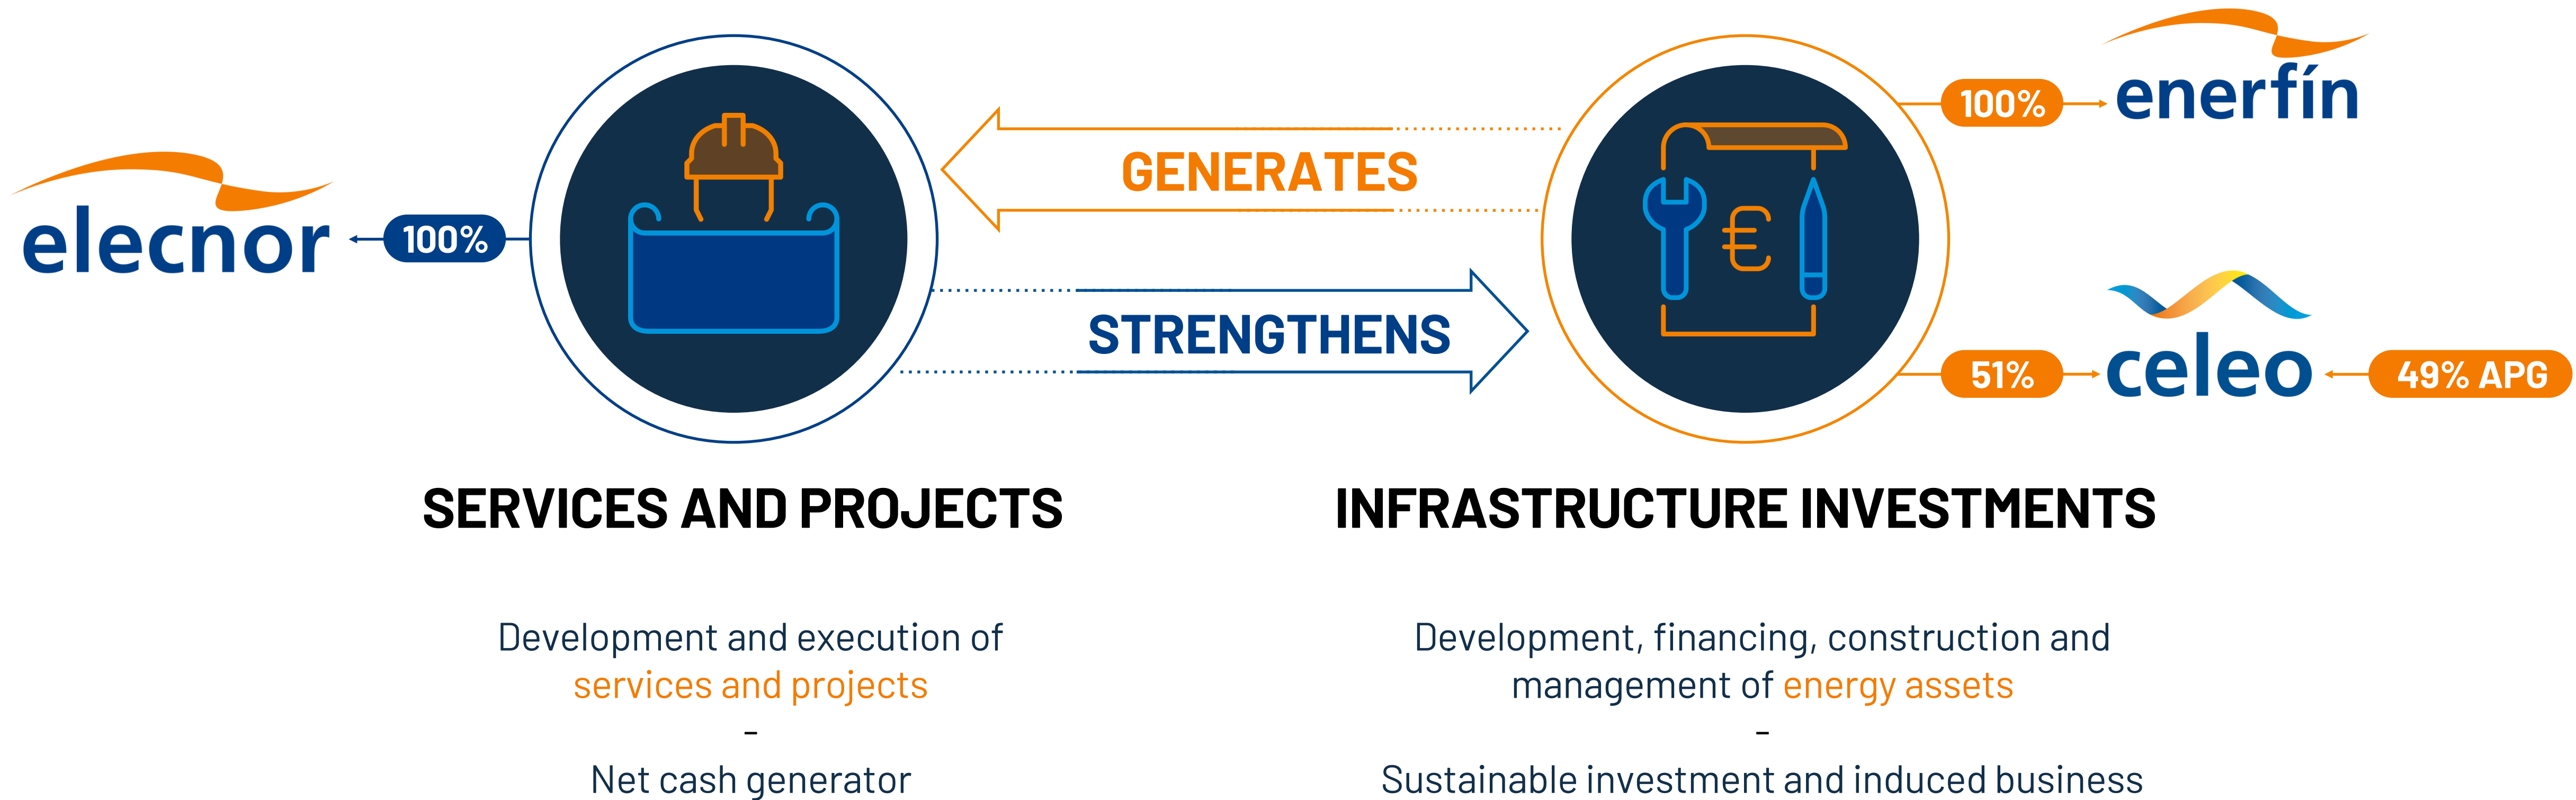 elecnor
100%
GENERATES
STRENGTHENS
€
100%
enerfín
51%
celeo
49% APG
SERVICES AND PROJECTS
Development and execution of
services and projects
-
Net cash generator
INFRASTRUCTURE INVESTMENTS
Development, financing, construction and
management of energy assets
-
Sustainable investment and induced business